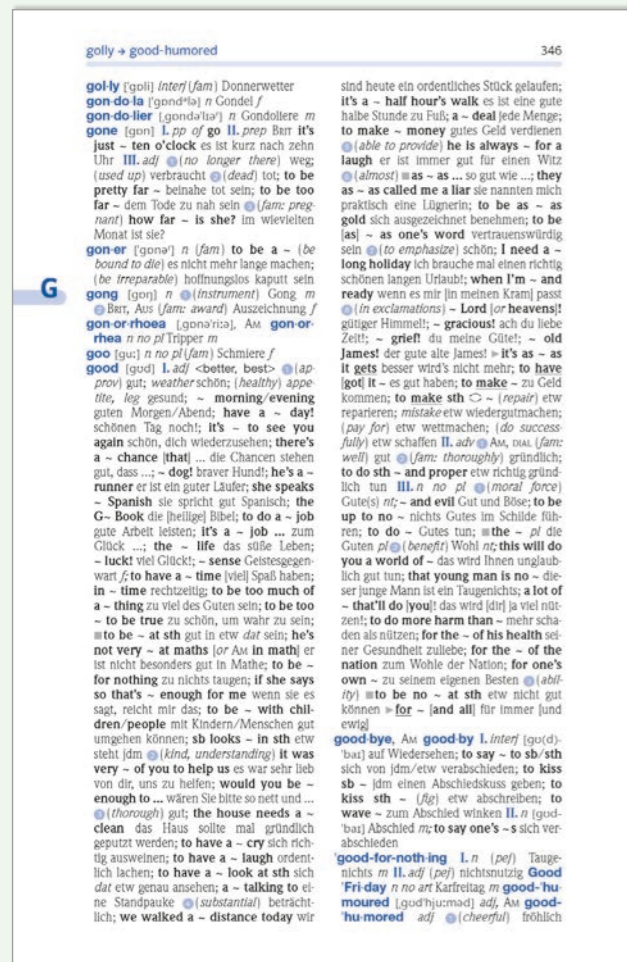 golly → good-humored 346
gol·ly ['gɒli] interj (fam) Donnerwetter
gon·do·la ['gɒndᵊlə] n Gondel f
gon·do·lier [ˌgɒndə'lɪəʳ] n Gondoliere m
gone [gɒn] I. pp of go II. prep BRIT it's
just ~ ten o'clock es ist kurz nach zehn
Uhr III. adj ① (no longer there) weg;
(used up) verbraucht ② (dead) tot; to be
pretty far ~ beinahe tot sein; to be too
far ~ dem Tode zu nah sein ③ (fam: preg-
nant) how far ~ is she? im wievielten
Monat ist sie?
gon·er ['gɒnəʳ] n (fam) to be a ~ (be
bound to die) es nicht mehr lange machen;
(be irreparable) hoffnungslos kaputt sein
G
gong [gɒŋ] n ① (instrument) Gong m
② BRIT, AUS (fam: award) Auszeichnung f
gon·or·rhoea [ˌgɒnə'ri:ə], AM gon·or·
rhea n no pl Tripper m
goo [gu:] n no pl (fam) Schmiere f
good [gʊd] I. adj <better, best> ① (ap-
prov) gut; weather schön; (healthy) appe-
tite, leg gesund; ~ morning/evening
guten Morgen/Abend; have a ~ day!
schönen Tag noch!; it's ~ to see you
again schön, dich wiederzusehen; there's
a ~ chance [that] ... die Chancen stehen
gut, dass ...; ~ dog! braver Hund!; he's a ~
runner er ist ein guter Läufer; she speaks
~ Spanish sie spricht gut Spanisch; the
G~ Book die [heilige] Bibel; to do a ~ job
gute Arbeit leisten; it's a ~ job ... zum
Glück ...; the ~ life das süße Leben;
~ luck! viel Glück!; ~ sense Geistesgegen-
wart f; to have a ~ time [viel] Spaß haben;
in ~ time rechtzeitig; to be too much of
a ~ thing zu viel des Guten sein; to be too
~ to be true zu schön, um wahr zu sein;
■ to be ~ at sth gut in etw dat sein; he's
not very ~ at maths [or AM in math] er
ist nicht besonders gut in Mathe; to be ~
for nothing zu nichts taugen; if she says
so that's ~ enough for me wenn sie es
sagt, reicht mir das; to be ~ with chil-
dren/people mit Kindern/Menschen gut
umgehen können; sb looks ~ in sth etw
steht jdm ② (kind, understanding) it was
very ~ of you to help us es war sehr lieb
von dir, uns zu helfen; would you be ~
enough to ... wären Sie bitte so nett und ...
③ (thorough) gut; the house needs a ~
clean das Haus sollte mal gründlich
geputzt werden; to have a ~ cry sich rich-
tig ausweinen; to have a ~ laugh ordent-
lich lachen; to have a ~ look at sth sich
dat etw genau ansehen; a ~ talking to ei-
ne Standpauke ④ (substantial) beträcht-
lich; we walked a ~ distance today wir
sind heute ein ordentliches Stück gelaufen;
it's a ~ half hour's walk es ist eine gute
halbe Stunde zu Fuß; a ~ deal jede Menge;
to make ~ money gutes Geld verdienen
⑤ (able to provide) he is always ~ for a
laugh er ist immer gut für einen Witz
⑥ (almost) ■ as ~ as ... so gut wie ...; they
as ~ as called me a liar sie nannten mich
praktisch eine Lügnerin; to be as ~ as
gold sich ausgezeichnet benehmen; to be
[as] ~ as one's word vertrauenswürdig
sein ⑦ (to emphasize) schön; I need a ~
long holiday ich brauche mal einen richtig
schönen langen Urlaub!; when I'm ~ and
ready wenn es mir [in meinen Kram] passt
⑧ (in exclamations) ~ Lord [or heavens]!
gütiger Himmel!; ~ gracious! ach du liebe
Zeit!; ~ grief! du meine Güte!; ~ old
James! der gute alte James! ▶ it's as ~ as
it gets besser wird's nicht mehr; to have
[got] it ~ es gut haben; to make ~ zu Geld
kommen; to make sth ⇔ ~ (repair) etw
reparieren; mistake etw wiedergutmachen;
(pay for) etw wettmachen; (do success-
fully) etw schaffen II. adv ① AM, DIAL (fam:
well) gut ② (fam: thoroughly) gründlich;
to do sth ~ and proper etw richtig gründ-
lich tun III. n no pl ① (moral force)
Gute(s) nt; ~ and evil Gut und Böse; to be
up to no ~ nichts Gutes im Schilde füh-
ren; to do ~ Gutes tun; ■ the ~ pl die
Guten pl ② (benefit) Wohl nt; this will do
you a world of ~ das wird Ihnen unglaub-
lich gut tun; that young man is no ~ die-
ser junge Mann ist ein Taugenichts; a lot of
~ that'll do [you]! das wird [dir] ja viel nüt-
zen!; to do more harm than ~ mehr scha-
den als nützen; for the ~ of his health sei-
ner Gesundheit zuliebe; for the ~ of the
nation zum Wohle der Nation; for one's
own ~ zu seinem eigenen Besten ③ (abil-
ity) ■ to be no ~ at sth etw nicht gut
können ▶ for ~ [and all] für immer [und
ewig]
good·bye, AM good·by I. interj [gʊ(d)-
'baɪ] auf Wiedersehen; to say ~ to sb/sth
sich von jdm/etw verabschieden; to kiss
sb ~ jdm einen Abschiedskuss geben; to
kiss sth ~ (fig) etw abschreiben; to
wave ~ zum Abschied winken II. n [gʊd-
'baɪ] Abschied m; to say one's ~s sich ver-
abschieden
'good-for-noth·ing I. n (pej) Tauge-
nichts m II. adj (pej) nichtsnutzig Good
'Fri·day n no art Karfreitag m good-'hu-
moured [ˌgʊd'hju:məd] adj, AM good-
'hu·mored adj ① (cheerful) fröhlich